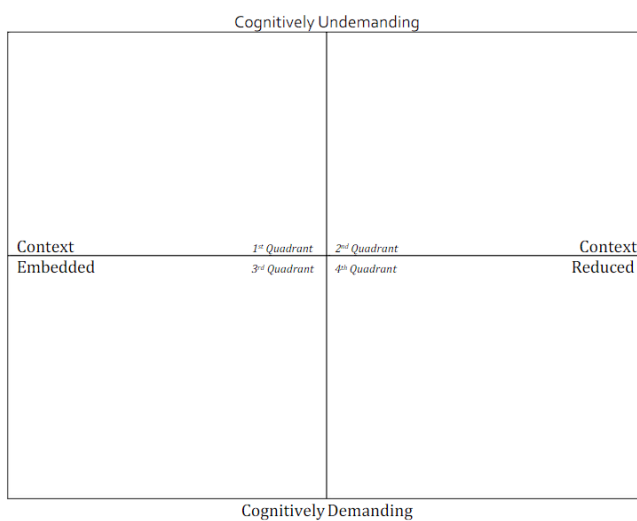 Cognitively Undemanding
Context 1st Quadrant 2nd Quadrant Context
Embedded 3rd Quadrant 4th Quadrant Reduced
Cognitively Demanding